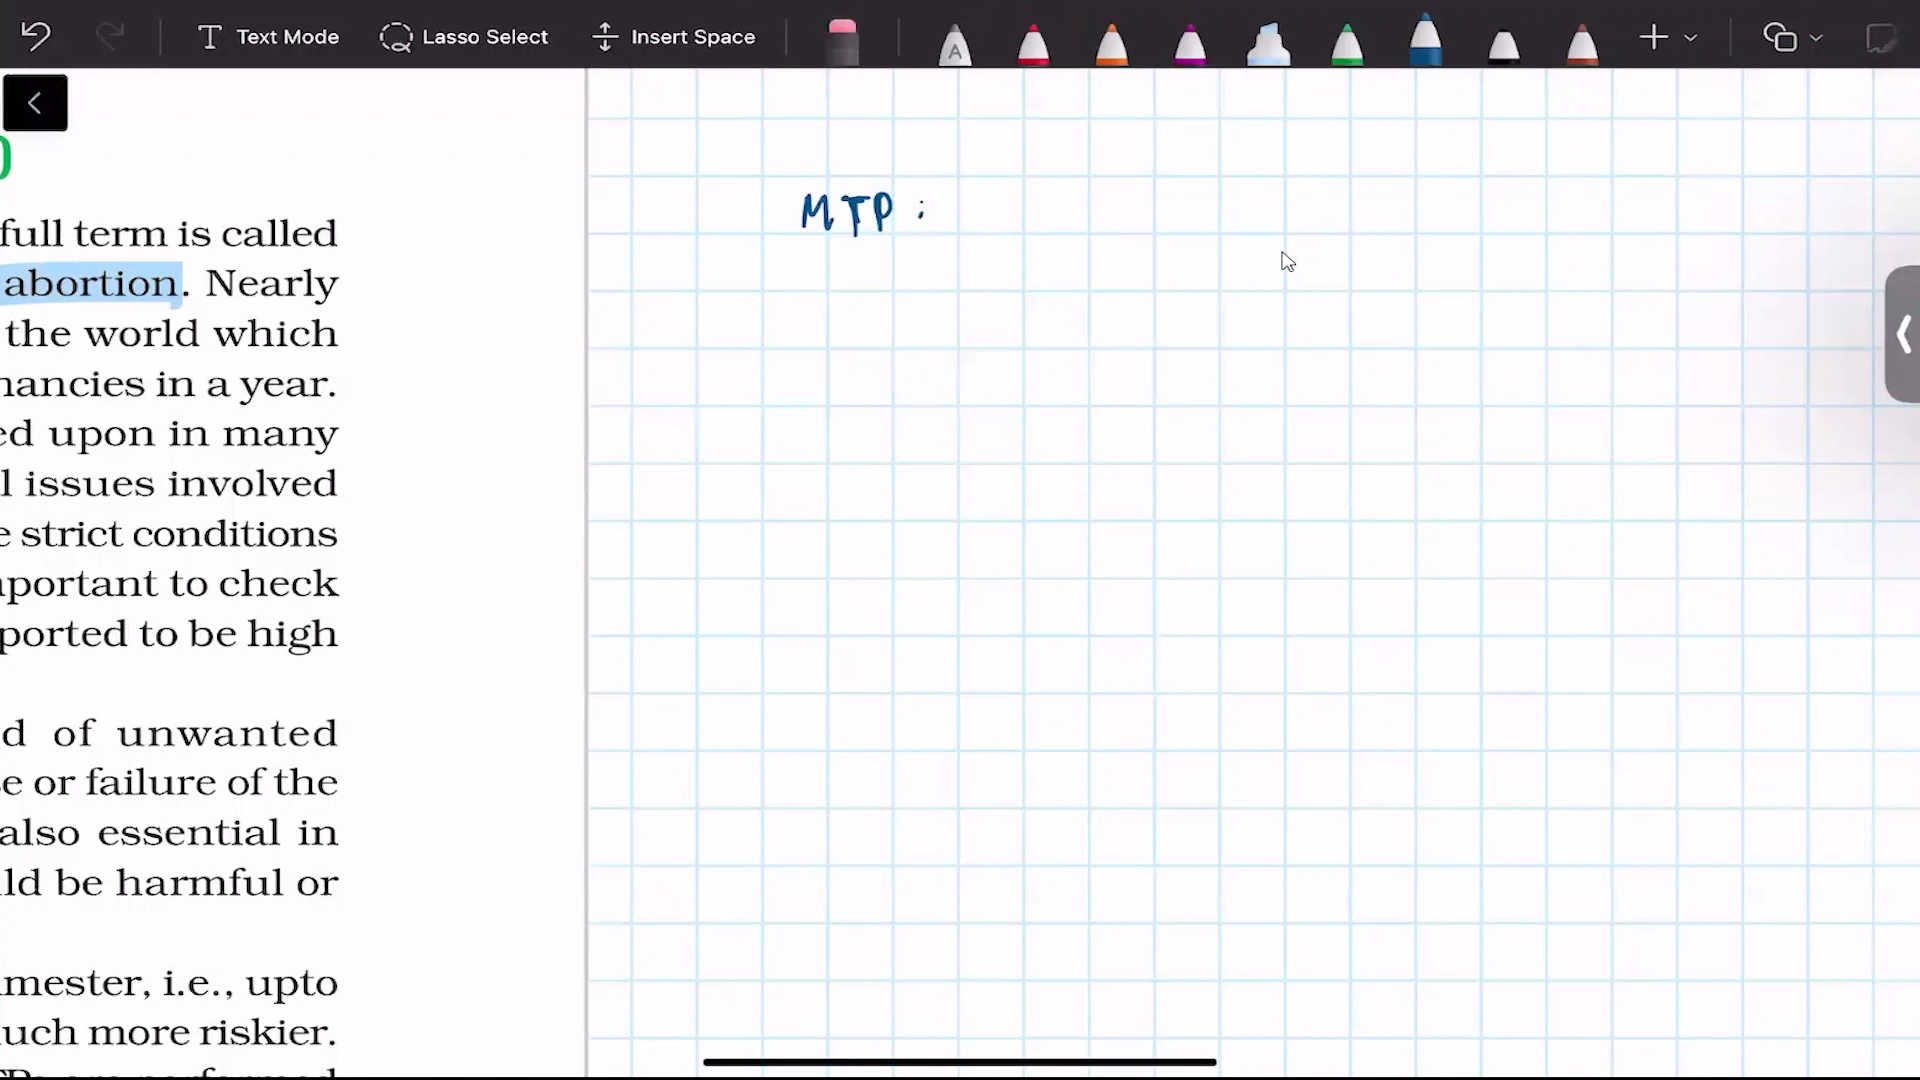 Text Mode Lasso Select Insert Space
A
full term is called
abortion. Nearly
the world which
nancies in a year.
ed upon in many
l issues involved
e strict conditions
nportant to check
ported to be high
d of unwanted
e or failure of the
also essential in
ld be harmful or
mester, i.e., upto
uch more riskier.
MTP :